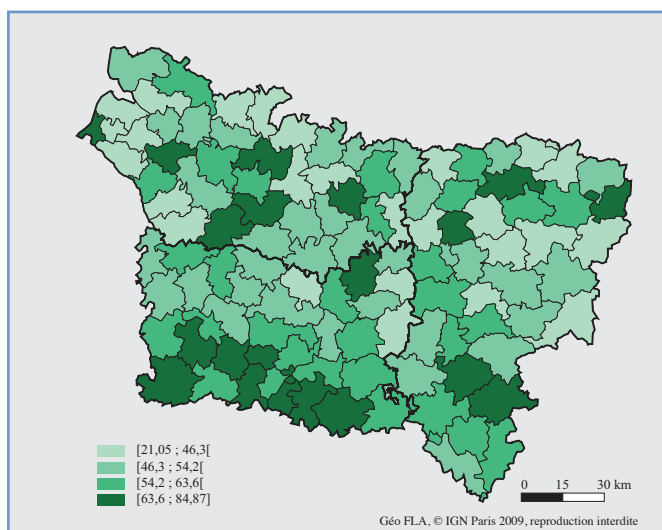 [21,05 ; 46,3[
[46,3 ; 54,2[
[54,2 ; 63,6[
[63,6 ; 84,87]
0 15 30 km
Géo FLA, © IGN Paris 2009, reproduction interdite